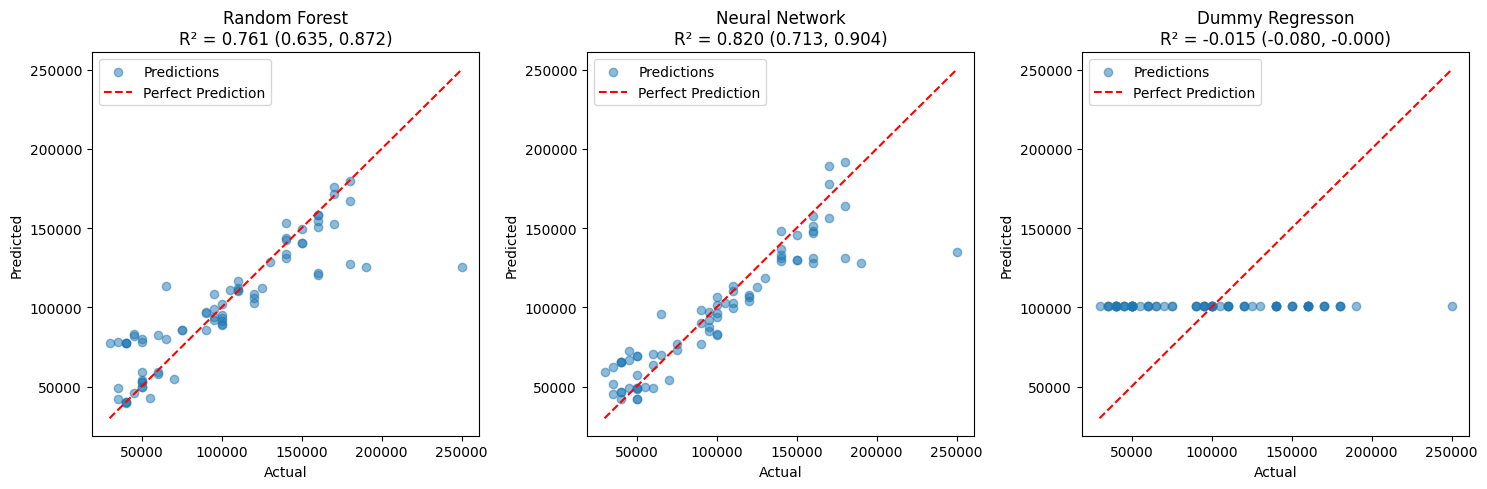 Random Forest
R² = 0.761 (0.635, 0.872)
Predictions
Perfect Prediction
250000
200000
150000
100000
50000
Predicted
50000
100000
150000
200000
250000
Actual
Neural Network
R² = 0.820 (0.713, 0.904)
Predictions
Perfect Prediction
250000
200000
150000
100000
50000
Predicted
50000
100000
150000
200000
250000
Actual
Dummy Regresson
R² = -0.015 (-0.080, -0.000)
Predictions
Perfect Prediction
250000
200000
150000
100000
50000
Predicted
50000
100000
150000
200000
250000
Actual